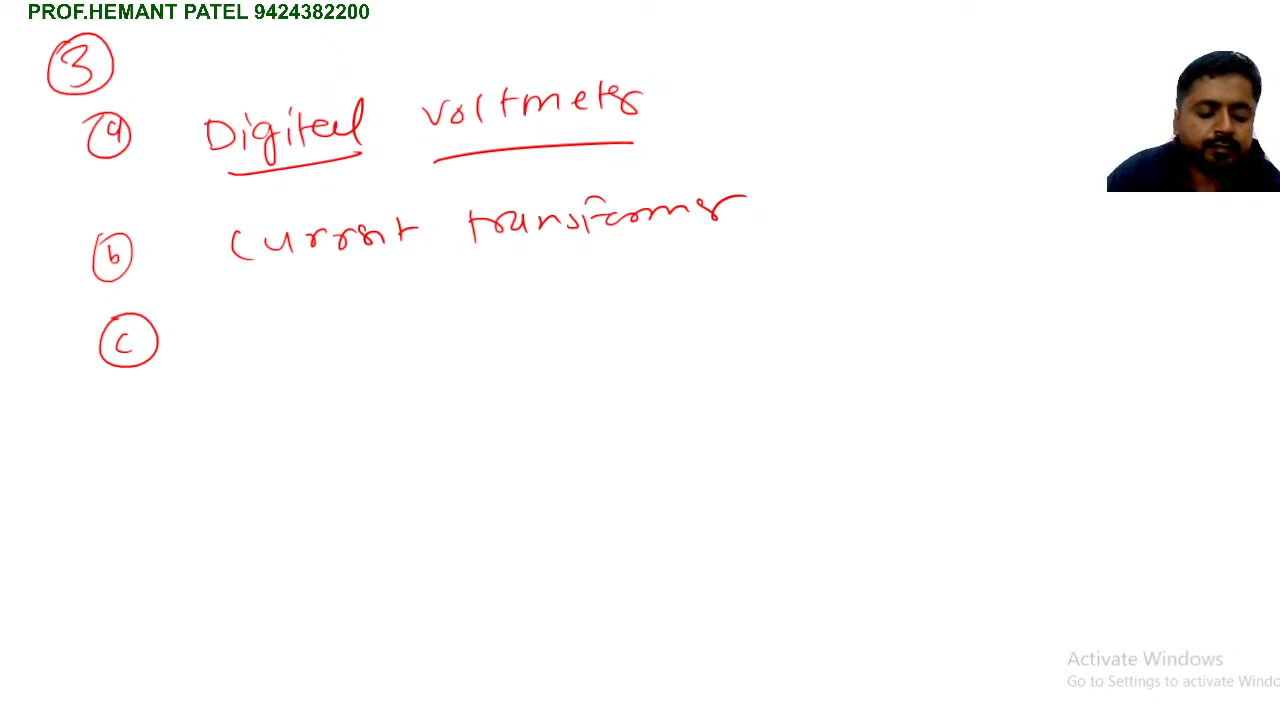 PROF.HEMANT PATEL 9424382200
3
a Digital voltmeter
b Current transformer
c
Activate Windows
Go to Settings to activate Windo